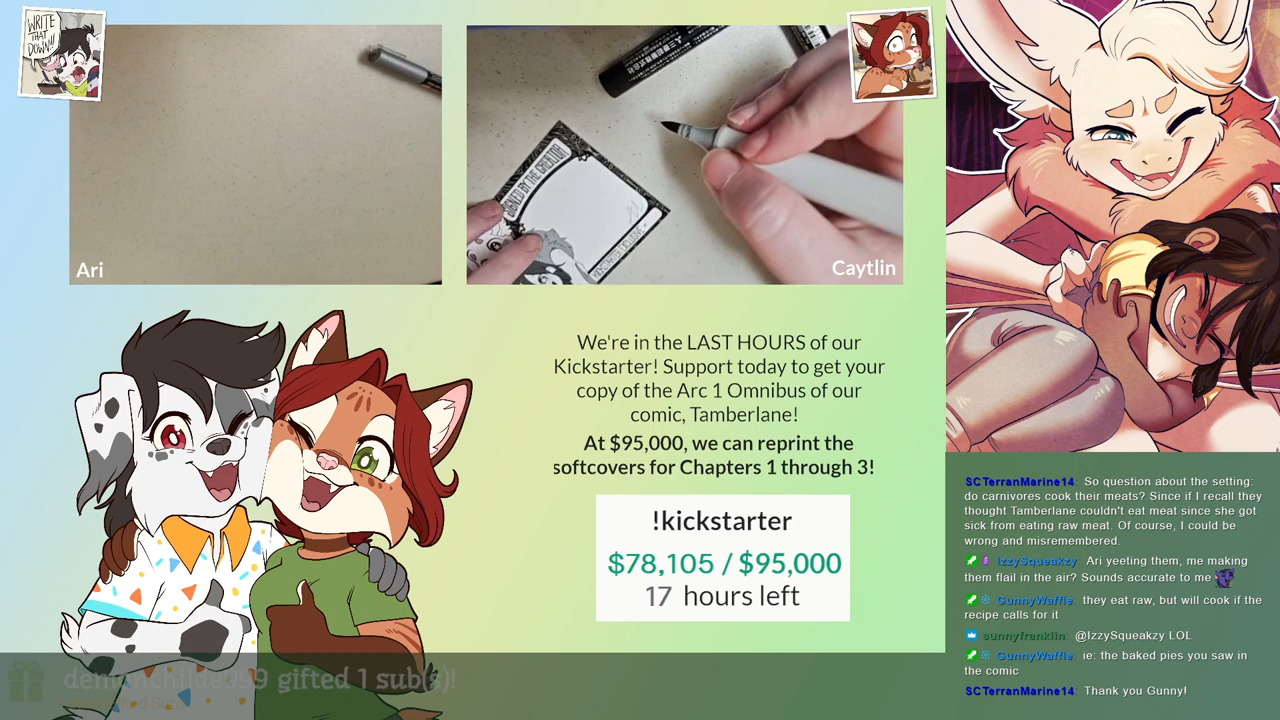 WRITE
THAT
DOWN!!!
Ari
SIGNED BY THE CREATORS
Caytlin
We're in the LAST HOURS of our
Kickstarter! Support today to get your
copy of the Arc 1 Omnibus of our
comic, Tamberlane!
At $95,000, we can reprint the
softcovers for Chapters 1 through 3!
!kickstarter
$78,105 / $95,000
17 hours left
demonchilde999 gifted 1 sub(s)!
SCTerranMarine14: So question about the setting:
do carnivores cook their meats? Since if I recall they
thought Tamberlane couldn't eat meat since she got
sick from eating raw meat. Of course, I could be
wrong and misremembered.
IzzySqueakzy: Ari yeeting them, me making
them flail in the air? Sounds accurate to me
GunnyWaffle: they eat raw, but will cook if the
recipe calls for it
sunnyfranklin: @IzzySqueakzy LOL
GunnyWaffle: ie: the baked pies you saw in
the comic
SCTerranMarine14: Thank you Gunny!